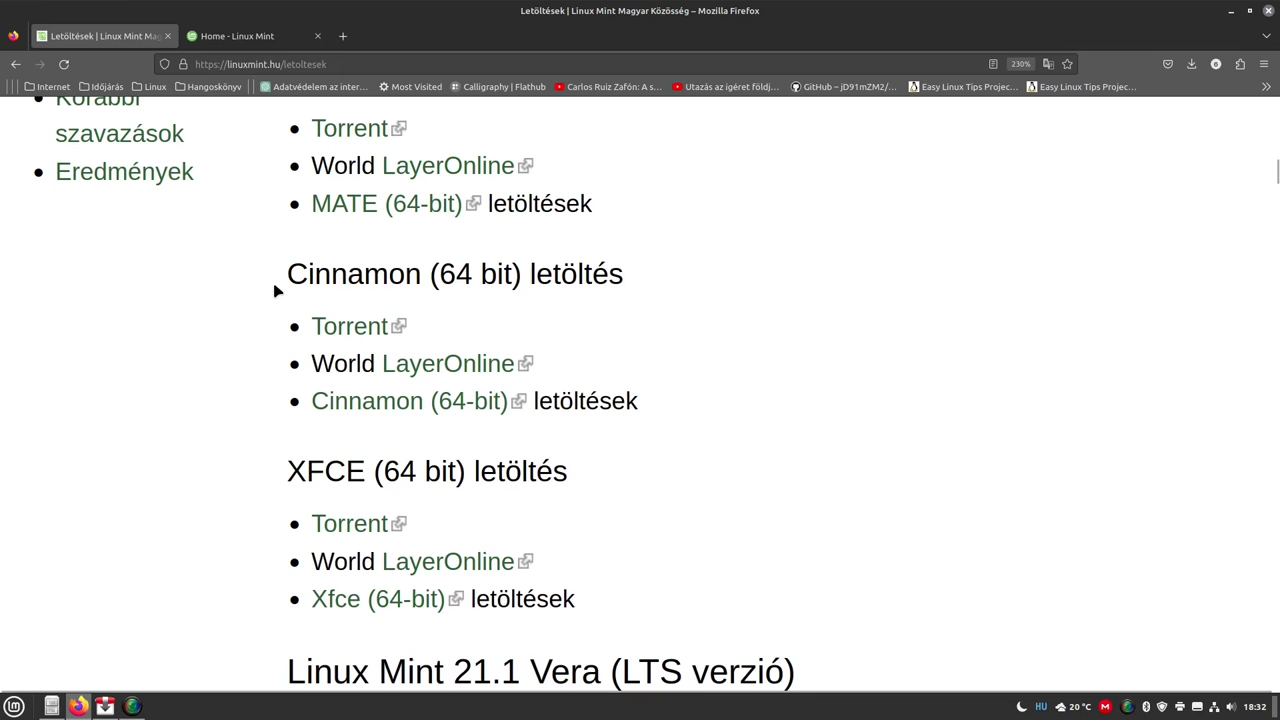 Letöltések | Linux Mint Magyar Közösség – Mozilla Firefox
Letöltések | Linux Mint Ma
Home - Linux Mint
https://linuxmint.hu/letoltesek
230%
Internet
Időjárás
Linux
Hangoskönyv
Adatvédelem az inter...
Most Visited
Calligraphy | Flathub
Carlos Ruiz Zafón: A s...
Utazás az ígéret földj...
GitHub – jD91mZM2/...
Easy Linux Tips Projec...
Easy Linux Tips Projec...
Korábbi
szavazások
Eredmények
Torrent
World LayerOnline
MATE (64-bit) letöltések
Cinnamon (64 bit) letöltés
Torrent
World LayerOnline
Cinnamon (64-bit) letöltések
XFCE (64 bit) letöltés
Torrent
World LayerOnline
Xfce (64-bit) letöltések
Linux Mint 21.1 Vera (LTS verzió)
HU
20 °C
18:32